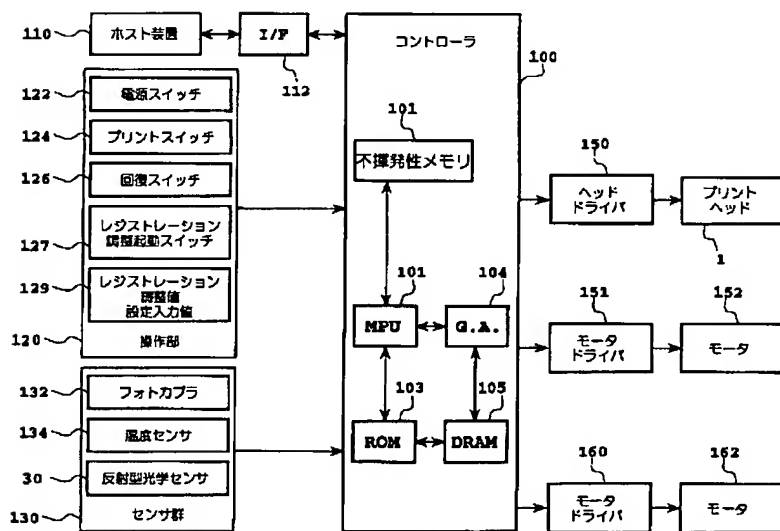 110
ホスト装置
I/F
112
コントローラ
100
122
電源スイッチ
124
プリントスイッチ
126
回復スイッチ
127
レジストレーション
調整起動スイッチ
129
レジストレーション
調整値
設定入力値
120
操作部
132
フォトカプラ
134
温度センサ
30
反射型光学センサ
130
センサ群
101
不揮発性メモリ
101
MPU
104
G.A.
103
ROM
105
DRAM
150
ヘッド
ドライバ
プリント
ヘッド
1
151
モータ
ドライバ
152
モータ
160
モータ
ドライバ
162
モータ